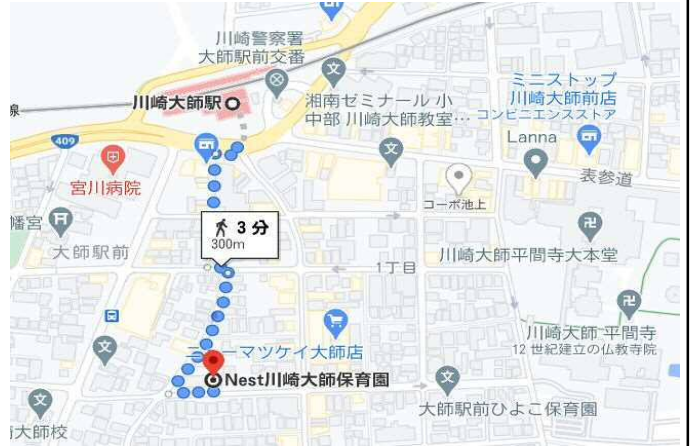 川崎警察署
大師駅前交番
川崎大師駅
湘南ゼミナール 小
中部 川崎大師教室…
ミニストップ
川崎大師前店
コンビニエンスストア
Lanna
線
409
宮川病院
表参道
コーポ池上
3 分
300m
幡宮
大師駅前
1丁目
川崎大師平間寺大本堂
川崎大師 平間寺
12 世紀建立の仏教寺院
マツケイ大師店
Nest川崎大師保育園
大師駅前ひよこ保育園
大師校